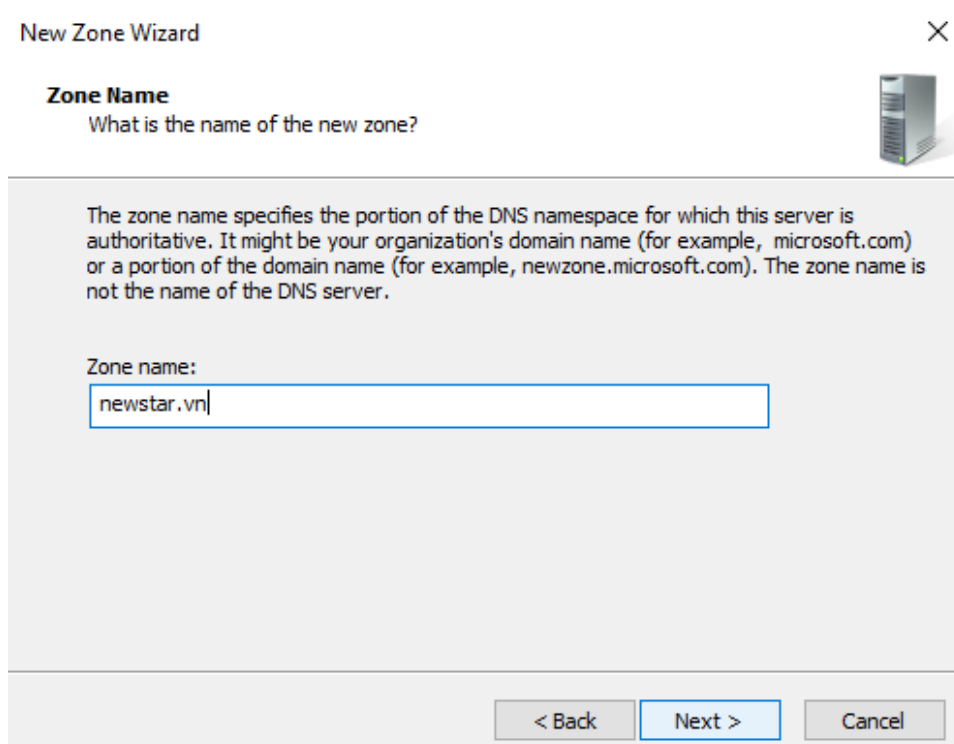 New Zone Wizard
Zone Name
What is the name of the new zone?
The zone name specifies the portion of the DNS namespace for which this server is
authoritative. It might be your organization's domain name (for example, microsoft.com)
or a portion of the domain name (for example, newzone.microsoft.com). The zone name is
not the name of the DNS server.
Zone name:
newstar.vn
< Back Next > Cancel